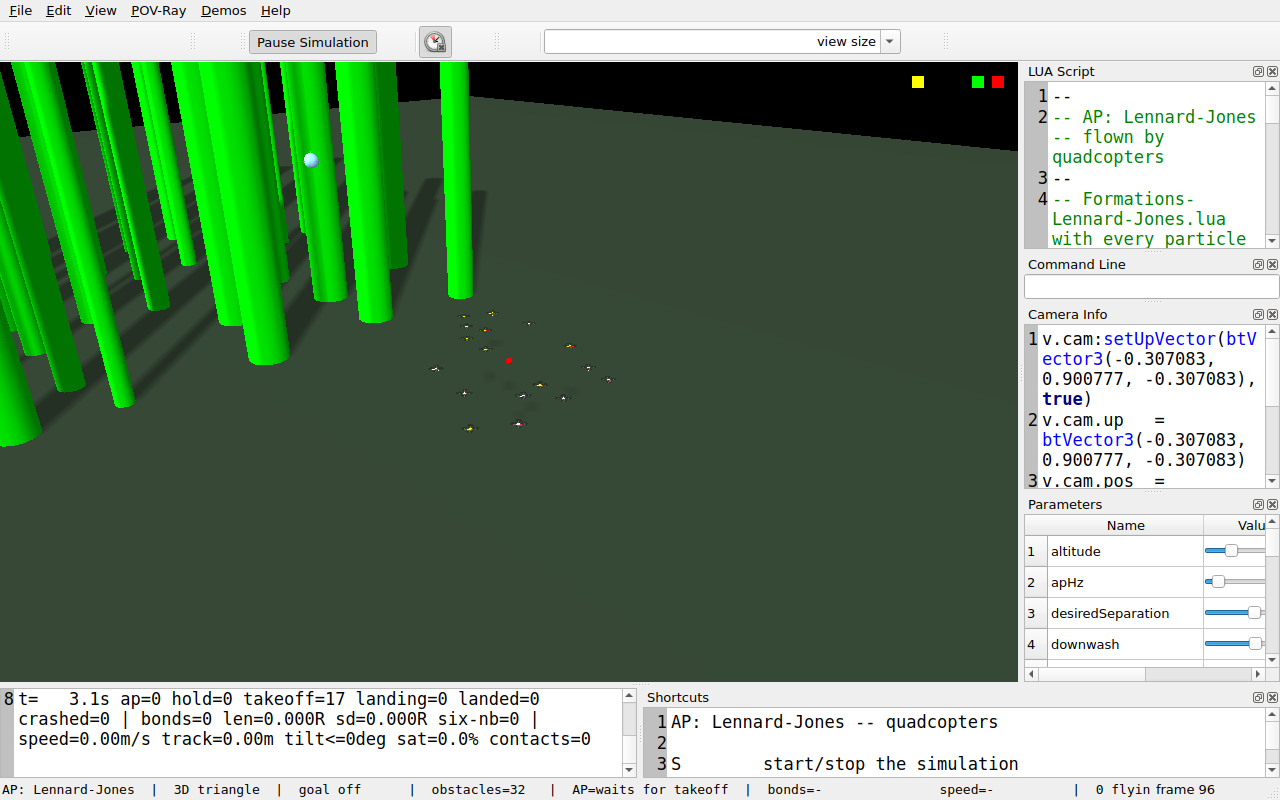 File Edit View POV-Ray Demos Help
Pause Simulation
view size
LUA Script
1 --
2 -- AP: Lennard-Jones
-- flown by
quadcopters
3 --
4 -- Formations-
Lennard-Jones.lua
with every particle
Command Line
Camera Info
1 v.cam:setUpVector(btV
ector3(-0.307083,
0.900777, -0.307083),
true)
2 v.cam.up =
btVector3(-0.307083,
0.900777, -0.307083)
3 v.cam.pos =
Parameters
Name Valu
1 altitude
2 apHz
3 desiredSeparation
4 downwash
8 t= 3.1s ap=0 hold=0 takeoff=17 landing=0 landed=0
crashed=0 | bonds=0 len=0.000R sd=0.000R six-nb=0 |
speed=0.00m/s track=0.00m tilt<=0deg sat=0.0% contacts=0
Shortcuts
1 AP: Lennard-Jones -- quadcopters
2
3 S start/stop the simulation
AP: Lennard-Jones | 3D triangle | goal off | obstacles=32 | AP=waits for takeoff | bonds=- speed=- | 0 flyin frame 96